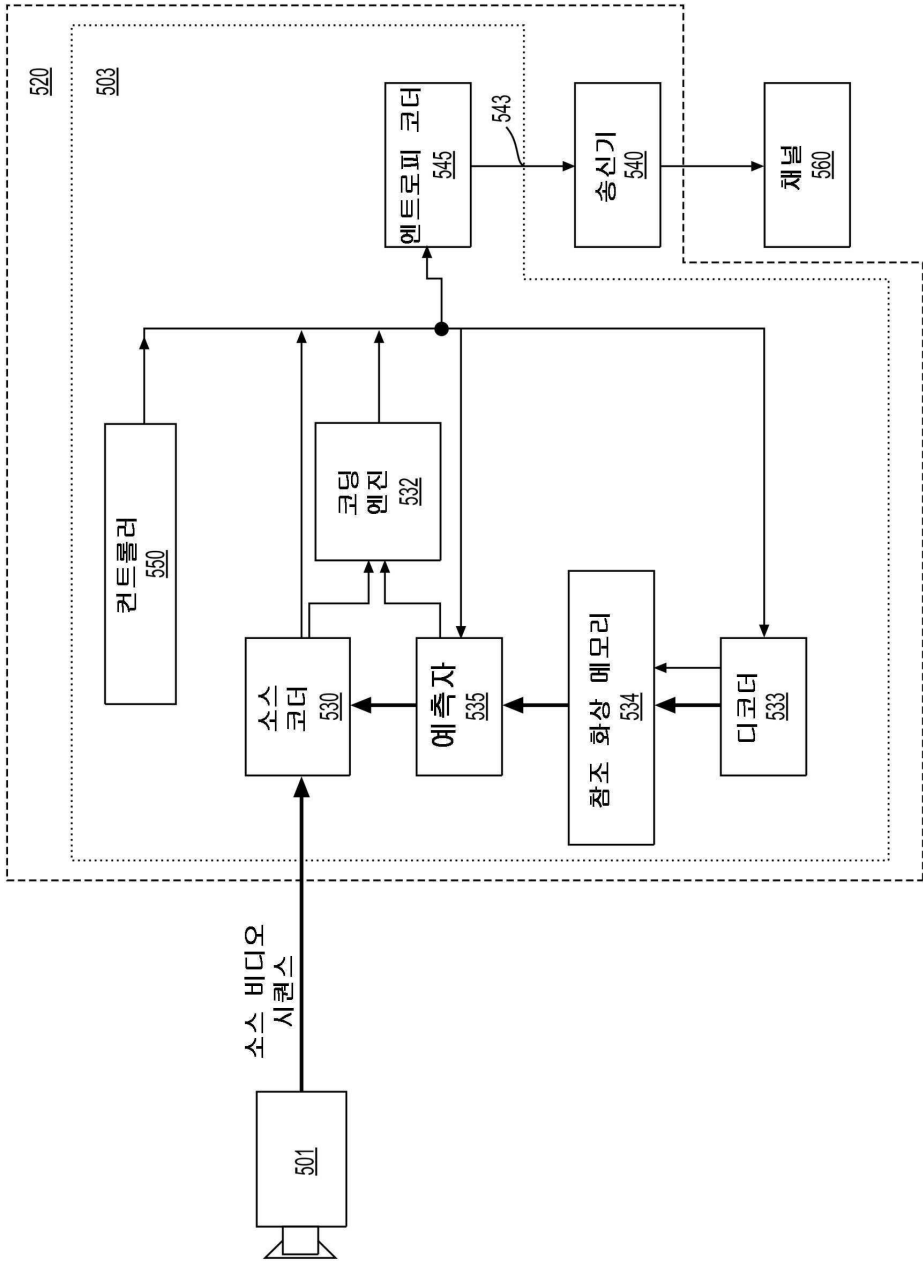 520
503
컨트롤러
550
소스 비디오
시퀀스
501
소스
코더
530
코딩
엔진
532
엔트로피 코더
545
543
예측자
535
송신기
540
참조 화상 메모리
534
디코더
533
채널
560